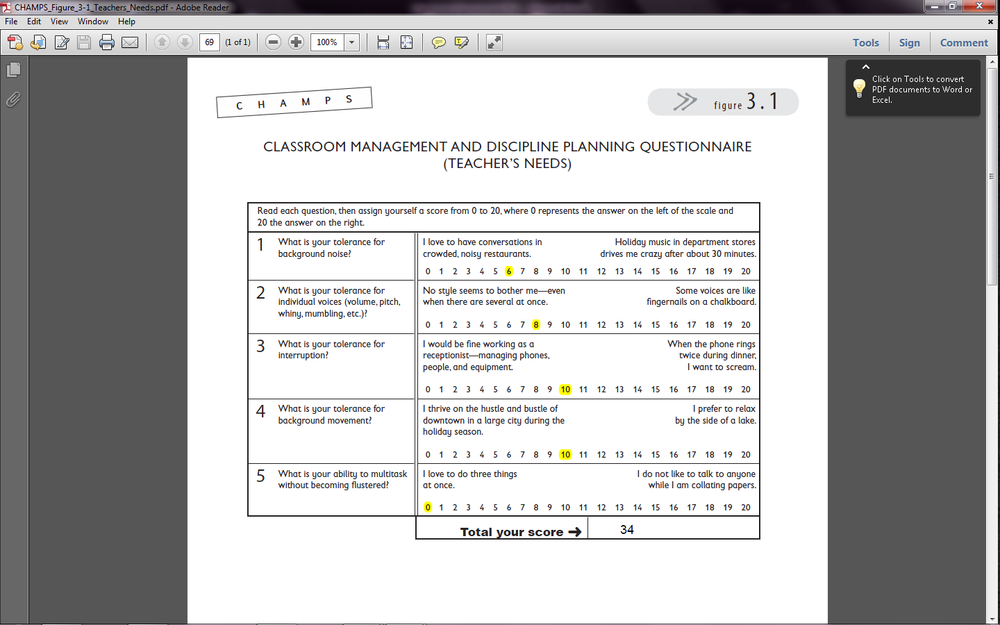 CHAMPS_Figure_3-1_Teachers_Needs.pdf - Adobe Reader
File Edit View Window Help
69 (1 of 1) 100% Tools Sign Comment
Click on Tools to convert
PDF documents to Word or
Excel.
C H A M P S
figure 3.1
CLASSROOM MANAGEMENT AND DISCIPLINE PLANNING QUESTIONNAIRE
(TEACHER'S NEEDS)
Read each question, then assign yourself a score from 0 to 20, where 0 represents the answer on the left of the scale and
20 the answer on the right.
1 What is your tolerance for
background noise?
I love to have conversations in
crowded, noisy restaurants.
Holiday music in department stores
drives me crazy after about 30 minutes.
0 1 2 3 4 5 6 7 8 9 10 11 12 13 14 15 16 17 18 19 20
2 What is your tolerance for
individual voices (volume, pitch,
whiny, mumbling, etc.)?
No style seems to bother me—even
when there are several at once.
Some voices are like
fingernails on a chalkboard.
0 1 2 3 4 5 6 7 8 9 10 11 12 13 14 15 16 17 18 19 20
3 What is your tolerance for
interruption?
I would be fine working as a
receptionist—managing phones,
people, and equipment.
When the phone rings
twice during dinner,
I want to scream.
0 1 2 3 4 5 6 7 8 9 10 11 12 13 14 15 16 17 18 19 20
4 What is your tolerance for
background movement?
I thrive on the hustle and bustle of
downtown in a large city during the
holiday season.
I prefer to relax
by the side of a lake.
0 1 2 3 4 5 6 7 8 9 10 11 12 13 14 15 16 17 18 19 20
5 What is your ability to multitask
without becoming flustered?
I love to do three things
at once.
I do not like to talk to anyone
while I am collating papers.
0 1 2 3 4 5 6 7 8 9 10 11 12 13 14 15 16 17 18 19 20
Total your score ➔ 34